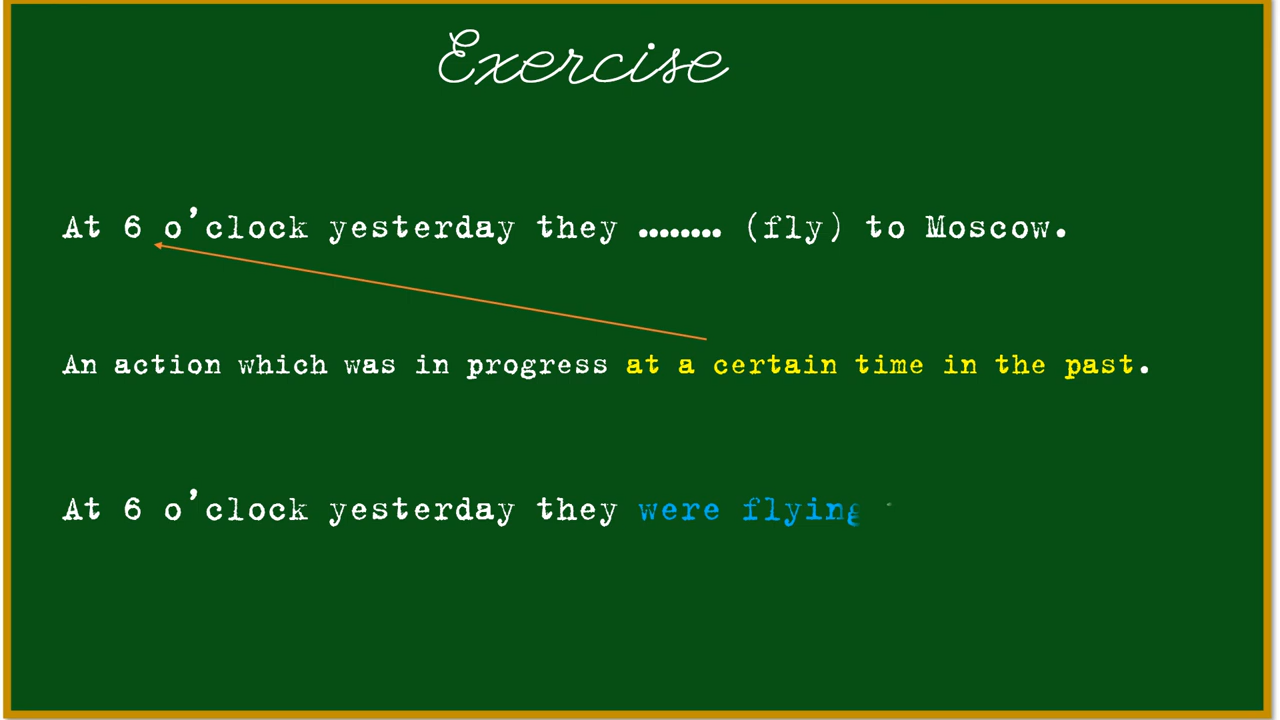 Exercise
At 6 o'clock yesterday they ........ (fly) to Moscow.
An action which was in progress at a certain time in the past.
At 6 o'clock yesterday they were flying